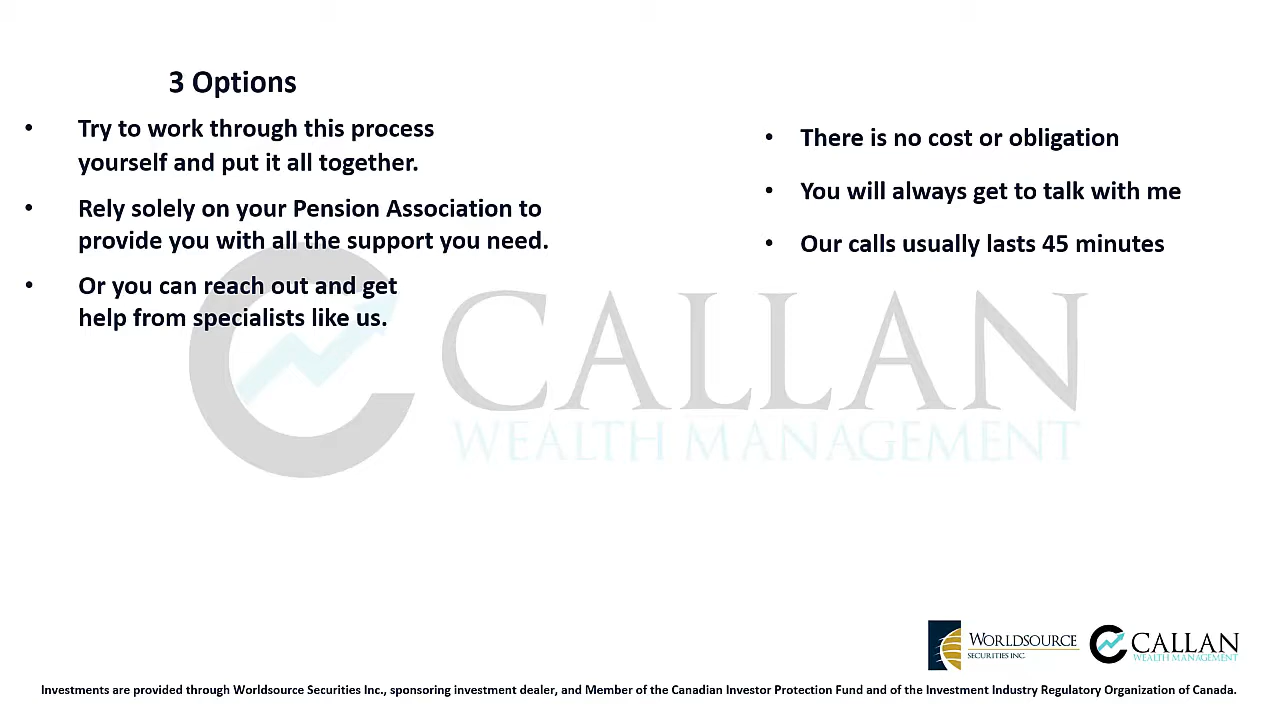 3 Options
• Try to work through this process
yourself and put it all together.
• Rely solely on your Pension Association to
provide you with all the support you need.
• Or you can reach out and get
help from specialists like us.
• There is no cost or obligation
• You will always get to talk with me
• Our calls usually lasts 45 minutes
CALLAN
WEALTH MANAGEMENT
WORLDSOURCE
SECURITIES INC.
CALLAN
WEALTH MANAGEMENT
Investments are provided through Worldsource Securities Inc., sponsoring investment dealer, and Member of the Canadian Investor Protection Fund and of the Investment Industry Regulatory Organization of Canada.